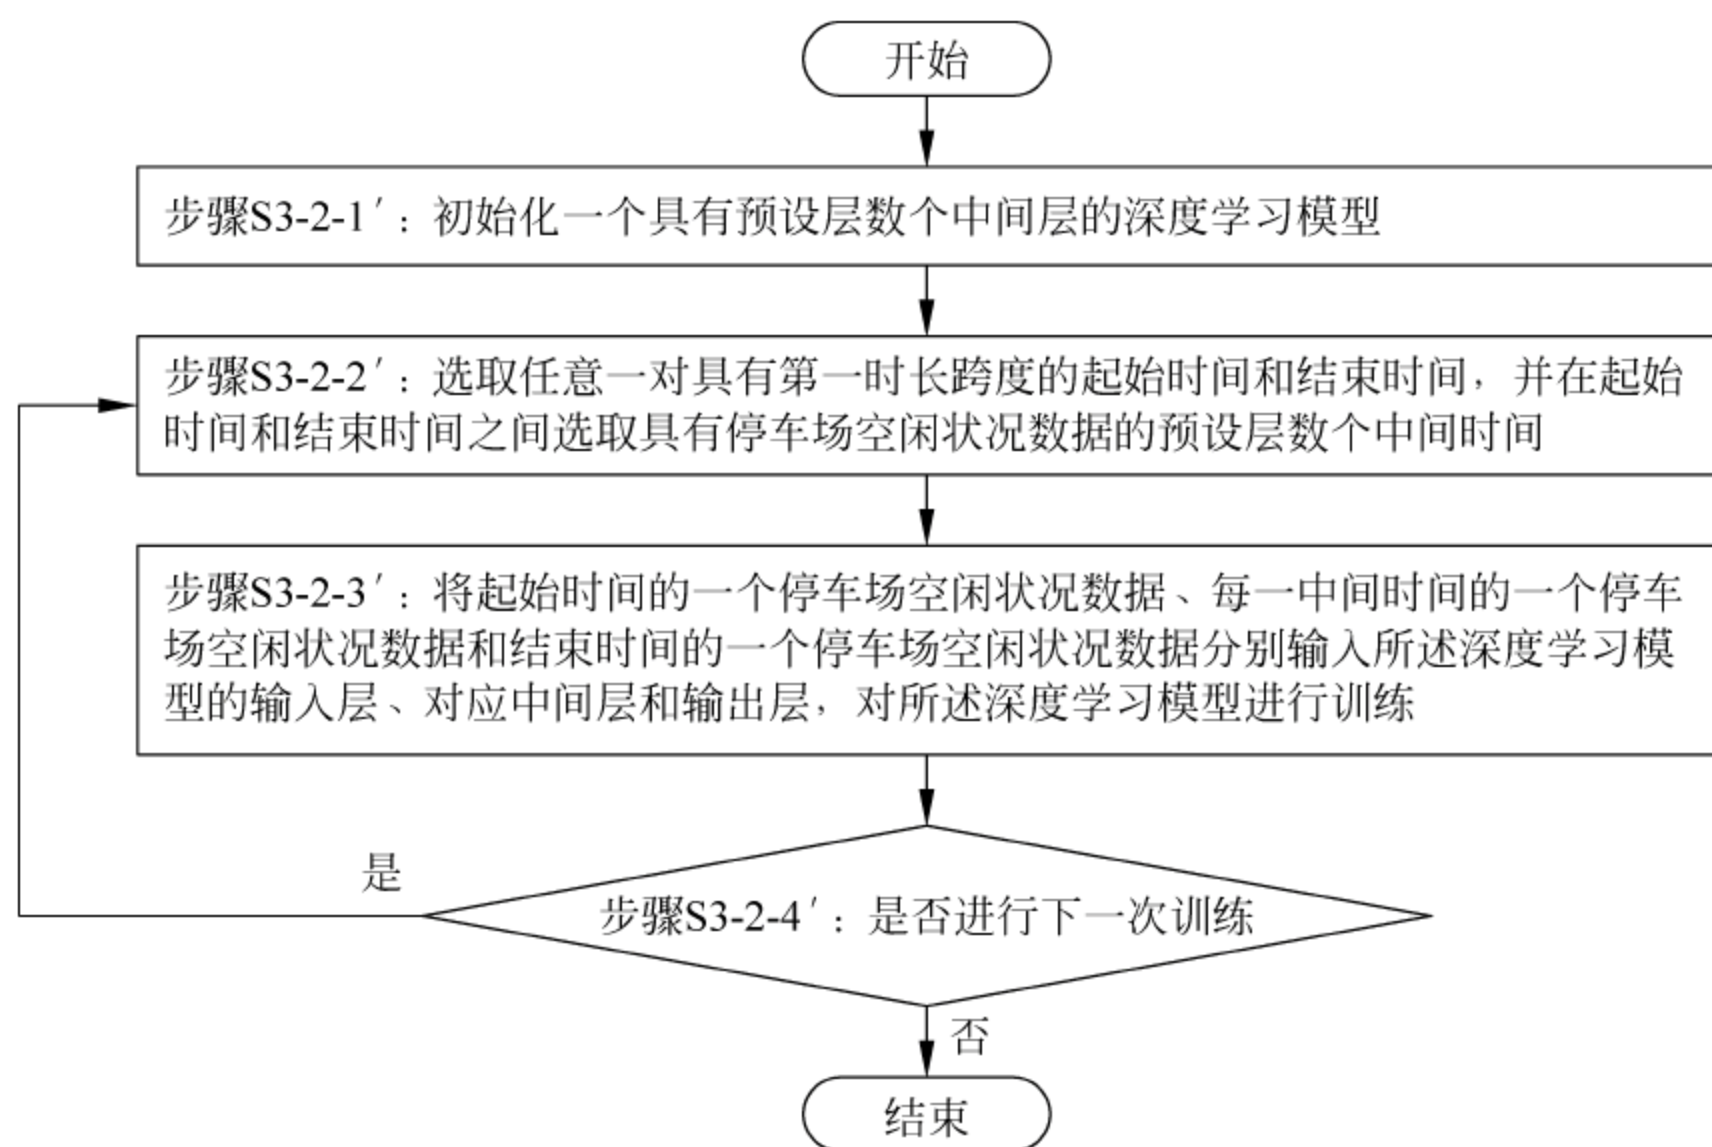 开始
步骤S3-2-1′：初始化一个具有预设层数个中间层的深度学习模型
步骤S3-2-2′：选取任意一对具有第一时长跨度的起始时间和结束时间，并在起始
时间和结束时间之间选取具有停车场空闲状况数据的预设层数个中间时间
步骤S3-2-3′：将起始时间的一个停车场空闲状况数据、每一中间时间的一个停车
场空闲状况数据和结束时间的一个停车场空闲状况数据分别输入所述深度学习模
型的输入层、对应中间层和输出层，对所述深度学习模型进行训练
是
步骤S3-2-4′：是否进行下一次训练
否
结束